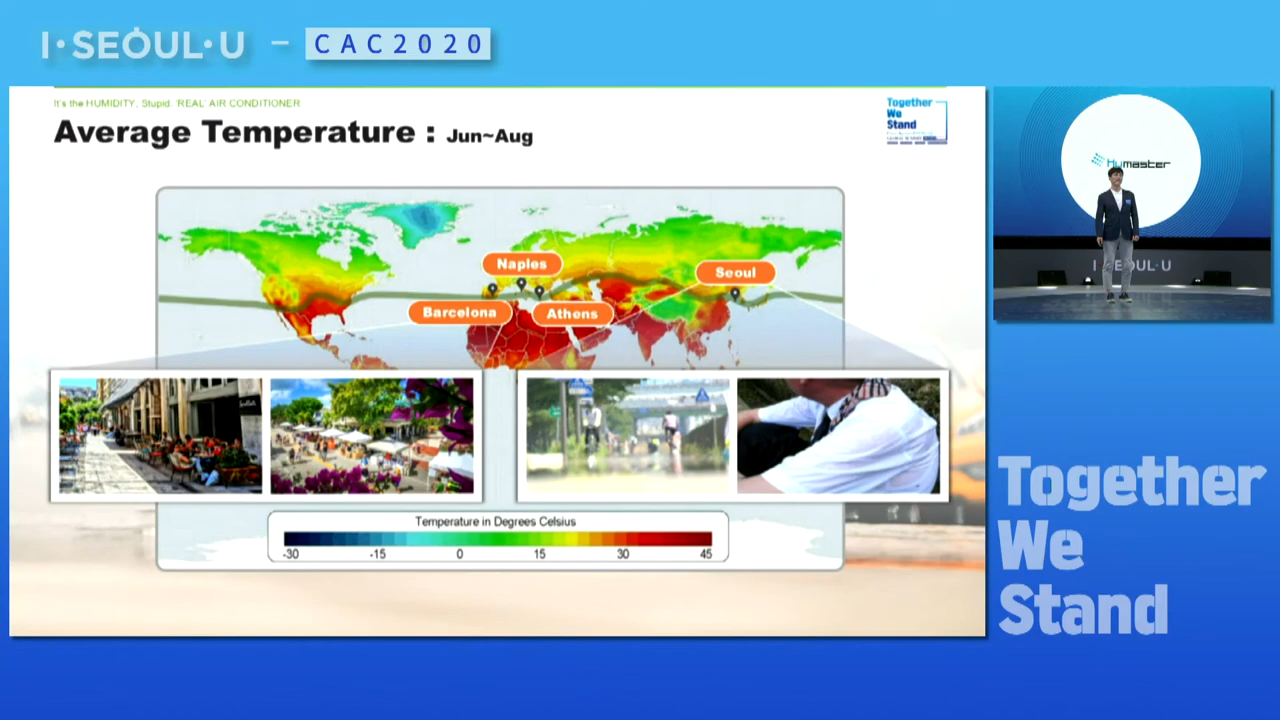 I·SEOUL·U – CAC2020
It's the HUMIDITY, Stupid. 'REAL' AIR CONDITIONER
Average Temperature : Jun~Aug
Together
We
Stand
Naples
Seoul
Barcelona
Athens
Temperature in Degrees Celsius
-30 -15 0 15 30 45
Humaster
I·SEOUL·U
Together
We
Stand